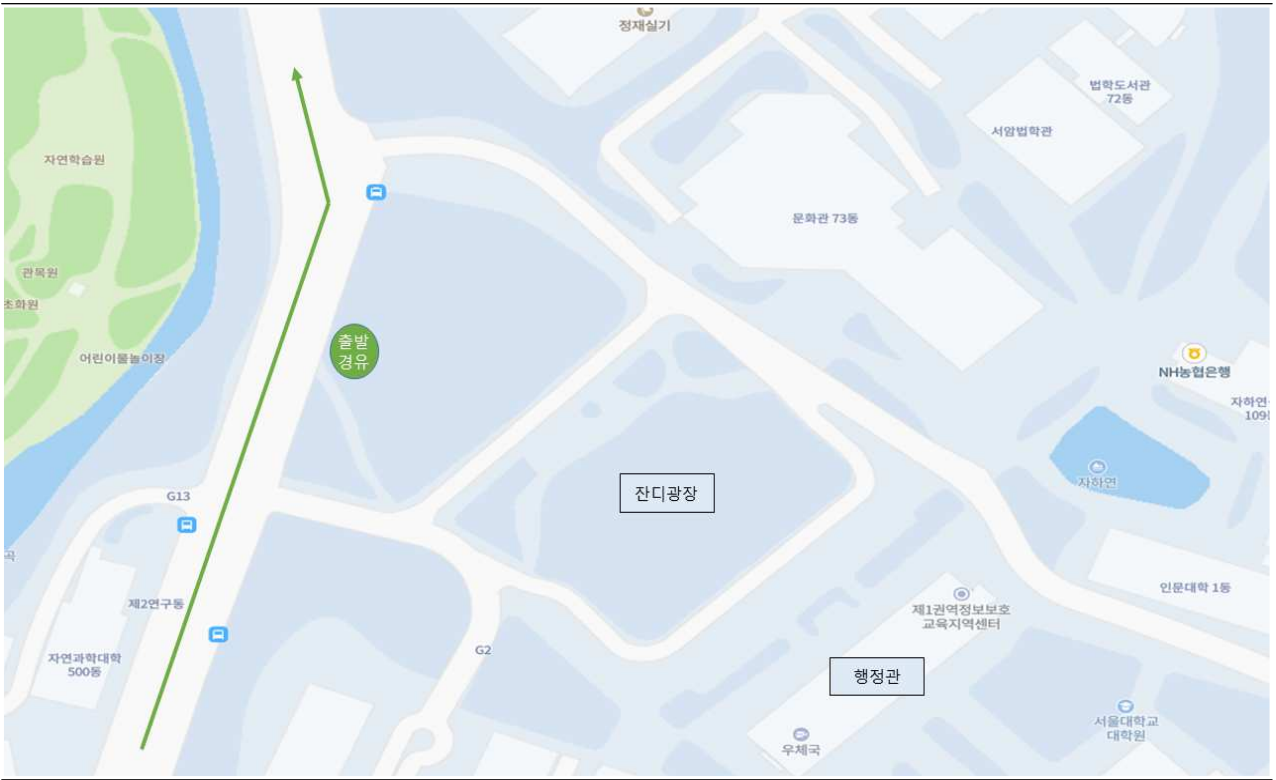 정재실기
법학도서관
72동
서암법학관
자연학습원
문화관 73동
관목원
초화원
출발
경유
어린이물놀이장
NH농협은행
자하연
109동
자하연
잔디광장
G13
곡
제2연구동
인문대학 1동
제1권역정보보호
교육지역센터
G2
자연과학대학
500동
행정관
서울대학교
대학원
우체국